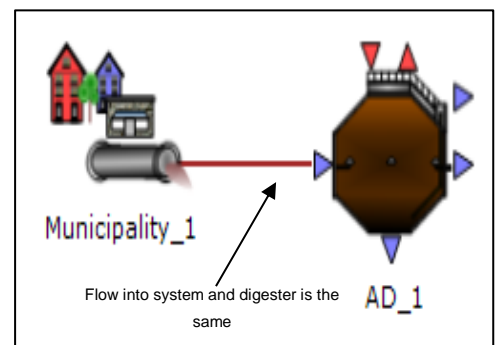 Municipality_1
Flow into system and digester is the
same
AD_1